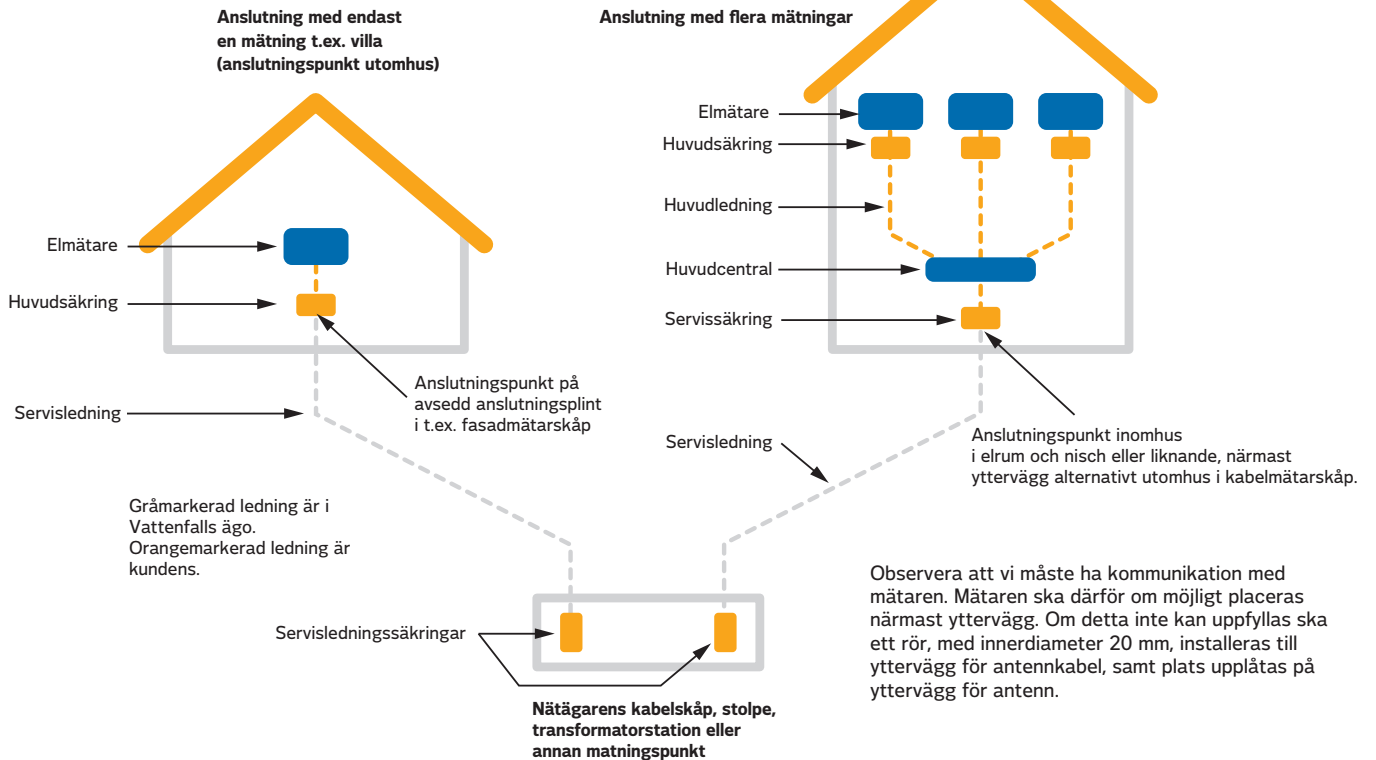 Anslutning med endast
en mätning t.ex. villa
(anslutningspunkt utomhus)
Elmätare
Huvudsäkring
Servisledning
Anslutningspunkt på
avsedd anslutningsplint
i t.ex. fasadmätarskåp
Gråmarkerad ledning är i
Vattenfalls ägo.
Orangemarkerad ledning är
kundens.
Anslutning med flera mätningar
Elmätare
Huvudsäkring
Huvudledning
Huvudcentral
Servissäkring
Servisledning
Anslutningspunkt inomhus
i elrum och nisch eller liknande, närmast
yttervägg alternativt utomhus i kabelmätarskåp.
Servisledningssäkringar
Nätägarens kabelskåp, stolpe,
transformatorstation eller
annan matningspunkt
Observera att vi måste ha kommunikation med
mätaren. Mätaren ska därför om möjligt placeras
närmast yttervägg. Om detta inte kan uppfyllas ska
ett rör, med innerdiameter 20 mm, installeras till
yttervägg för antennkabel, samt plats upplåtas på
yttervägg för antenn.